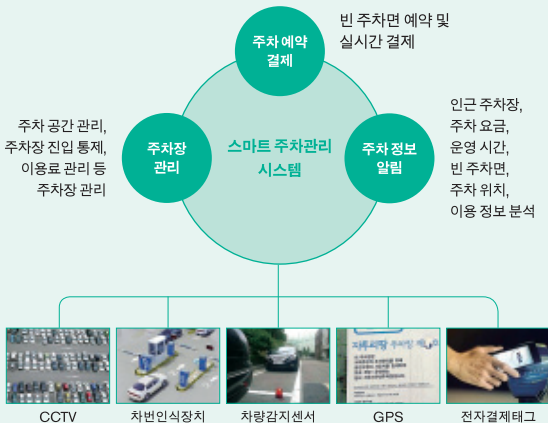 주차 예약
결제
빈 주차면 예약 및
실시간 결제
주차 공간 관리,
주차장 진입 통제,
이용료 관리 등
주차장 관리
주차장
관리
스마트 주차관리
시스템
주차 정보
알림
인근 주차장,
주차 요금,
운영 시간,
빈 주차면,
주차 위치,
이용 정보 분석
CCTV
차번인식장치
차량감지센서
GPS
전자결제태그